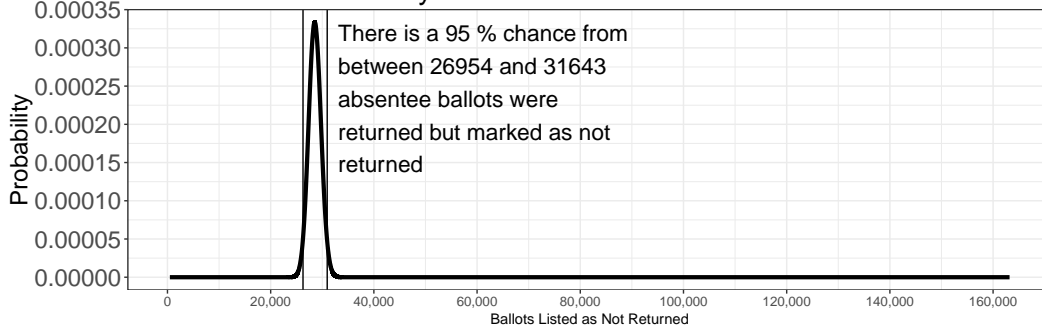 0.00035
There is a 95 % chance from
0.00030
between 26954 and 31643
0.00025
absentee ballots were
0.00020
returned but marked as not
0.00015
returned
0.00010
0.00005
0.00000
Probability
0 20,000 40,000 60,000 80,000 100,000 120,000 140,000 160,000
Ballots Listed as Not Returned